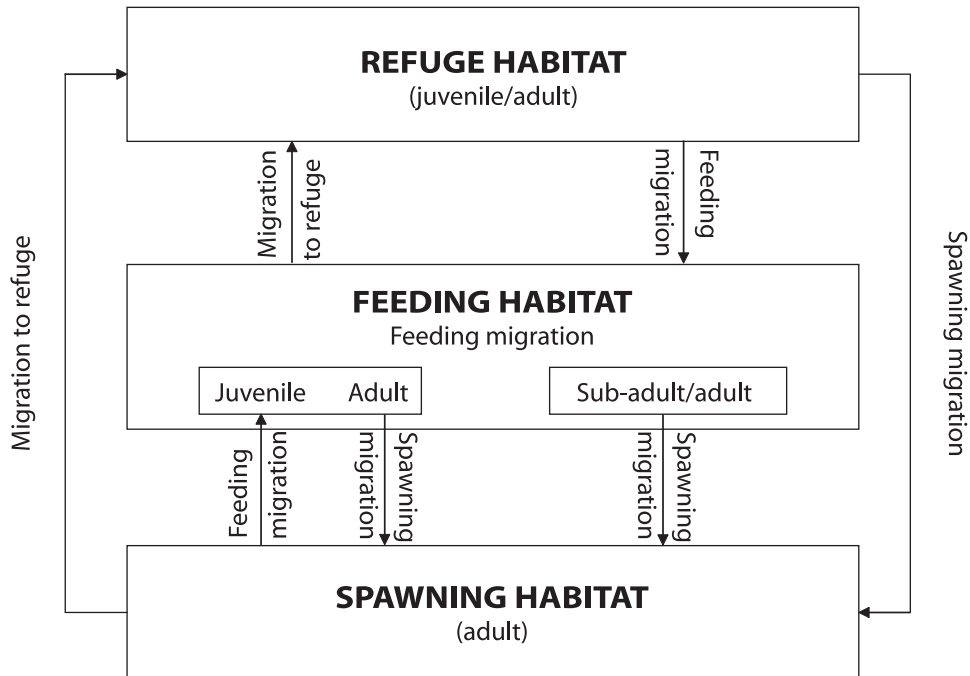 REFUGE HABITAT
(juvenile/adult)
Migration
to refuge
Feeding
migration
Migration to refuge
Spawning migration
FEEDING HABITAT
Feeding migration
Juvenile Adult
Sub-adult/adult
Feeding
migration
Spawning
migration
Spawning
migration
SPAWNING HABITAT
(adult)